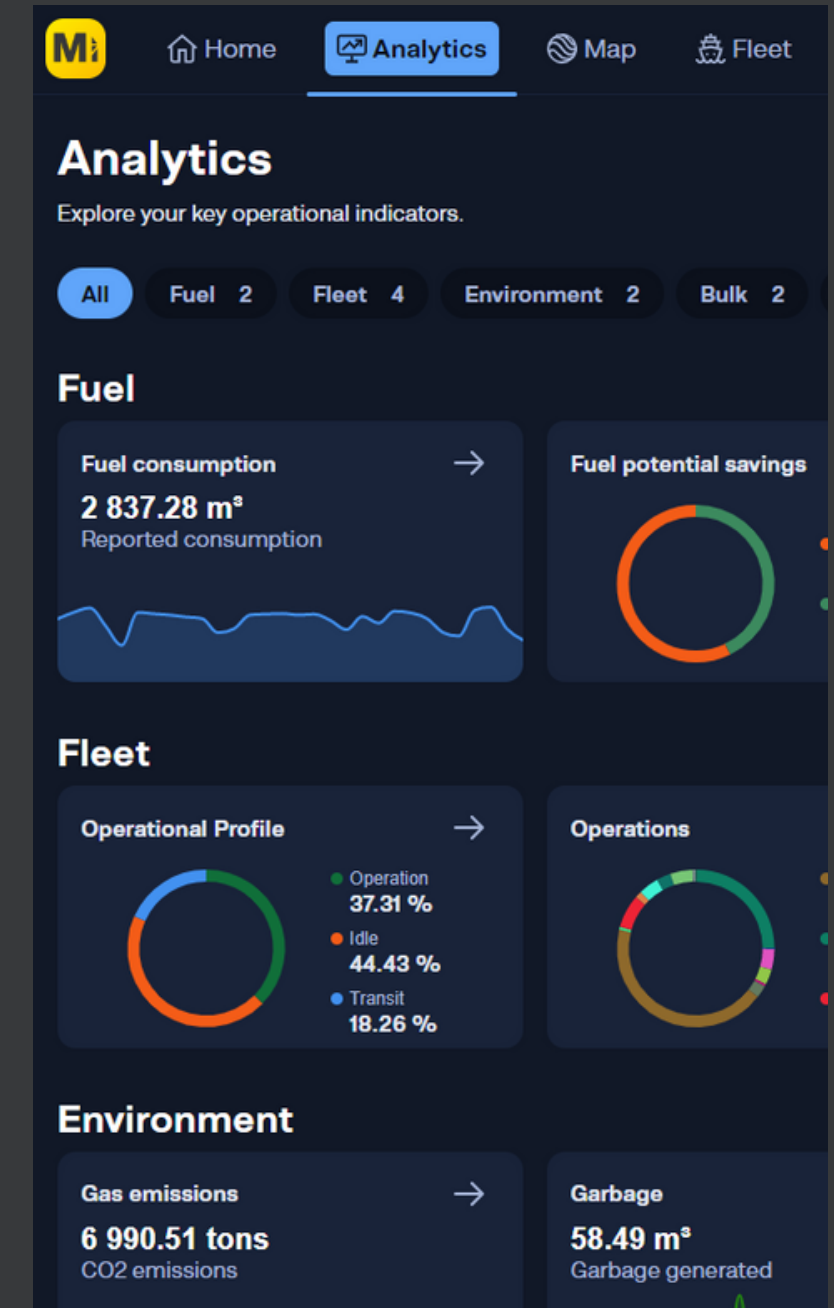 Mi
Home
Analytics
Map
Fleet
Analytics
Explore your key operational indicators.
All
Fuel 2
Fleet 4
Environment 2
Bulk 2
Fuel
Fuel consumption
2 837.28 m³
Reported consumption
Fuel potential savings
Fleet
Operational Profile
Operation
37.31 %
Idle
44.43 %
Transit
18.26 %
Operations
Environment
Gas emissions
6 990.51 tons
CO2 emissions
Garbage
58.49 m³
Garbage generated